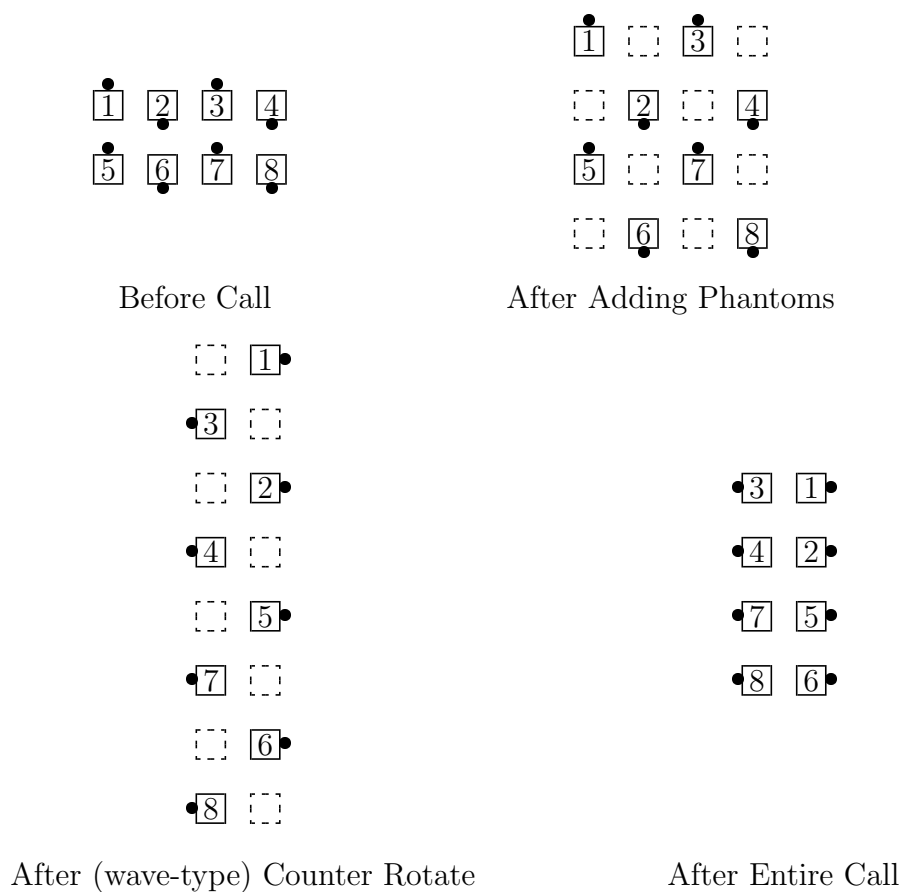 1 3
1 2 3 4
2 4
5 6 7 8
5 7
6 8
Before Call
After Adding Phantoms
1
3
2
3 1
4
4 2
5
7 5
7
8 6
6
8
After (wave-type) Counter Rotate
After Entire Call